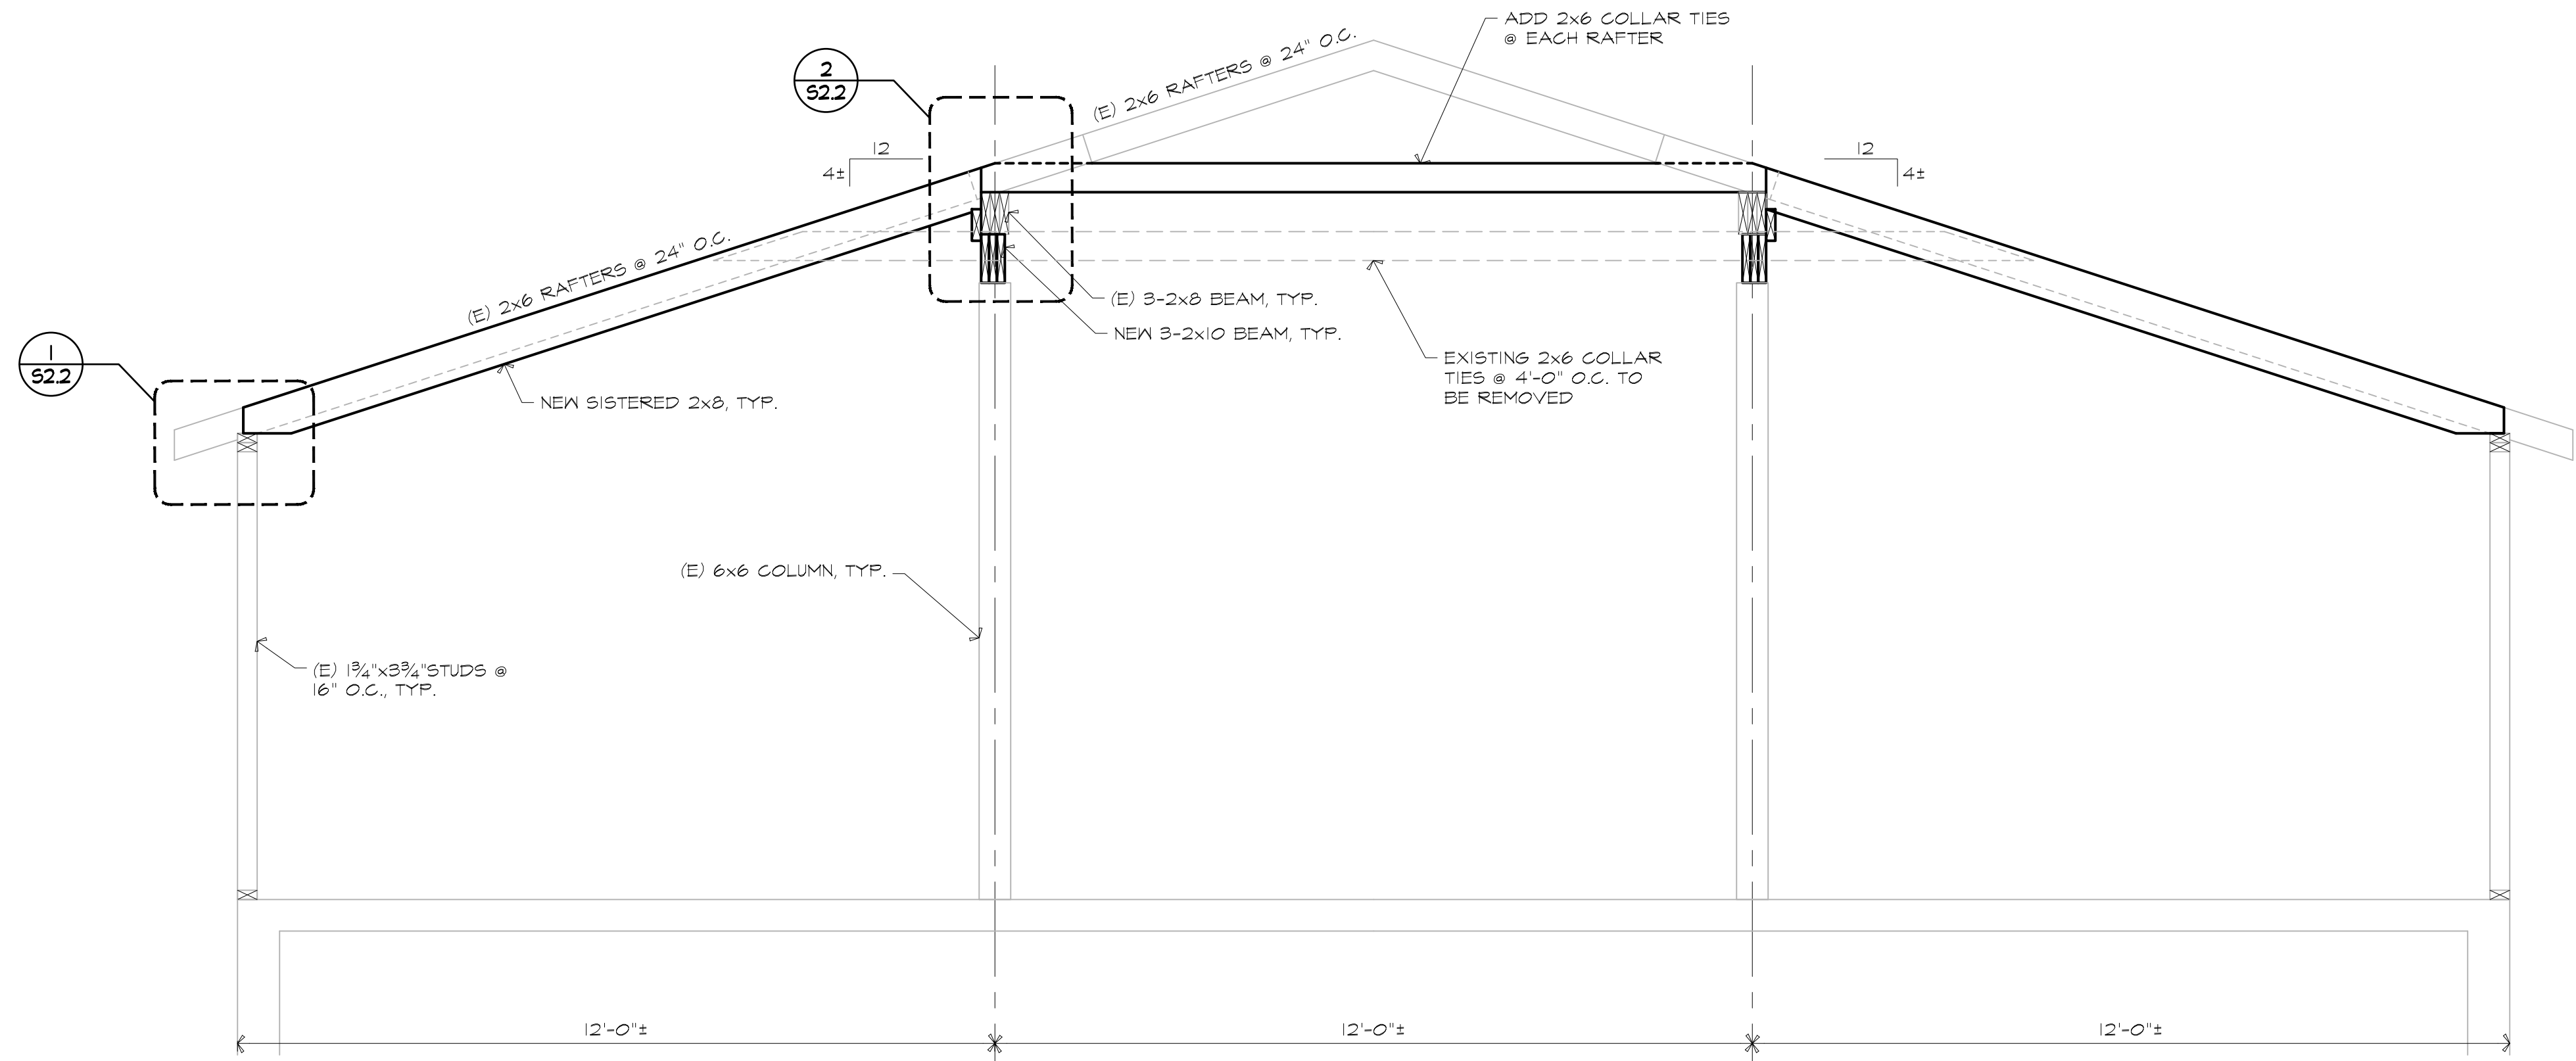 ADD 2x6 COLLAR TIES
@ EACH RAFTER
(E) 2x6 RAFTERS @ 24" O.C.
2
S2.2
12
4±
12
4±
(E) 2x6 RAFTERS @ 24" O.C.
(E) 3-2x8 BEAM, TYP.
NEW 3-2x10 BEAM, TYP.
EXISTING 2x6 COLLAR
TIES @ 4'-0" O.C. TO
BE REMOVED
1
S2.2
NEW SISTERED 2x8, TYP.
(E) 6x6 COLUMN, TYP.
(E) 1¾"x3¾"STUDS @
16" O.C., TYP.
12'-0"±
12'-0"±
12'-0"±